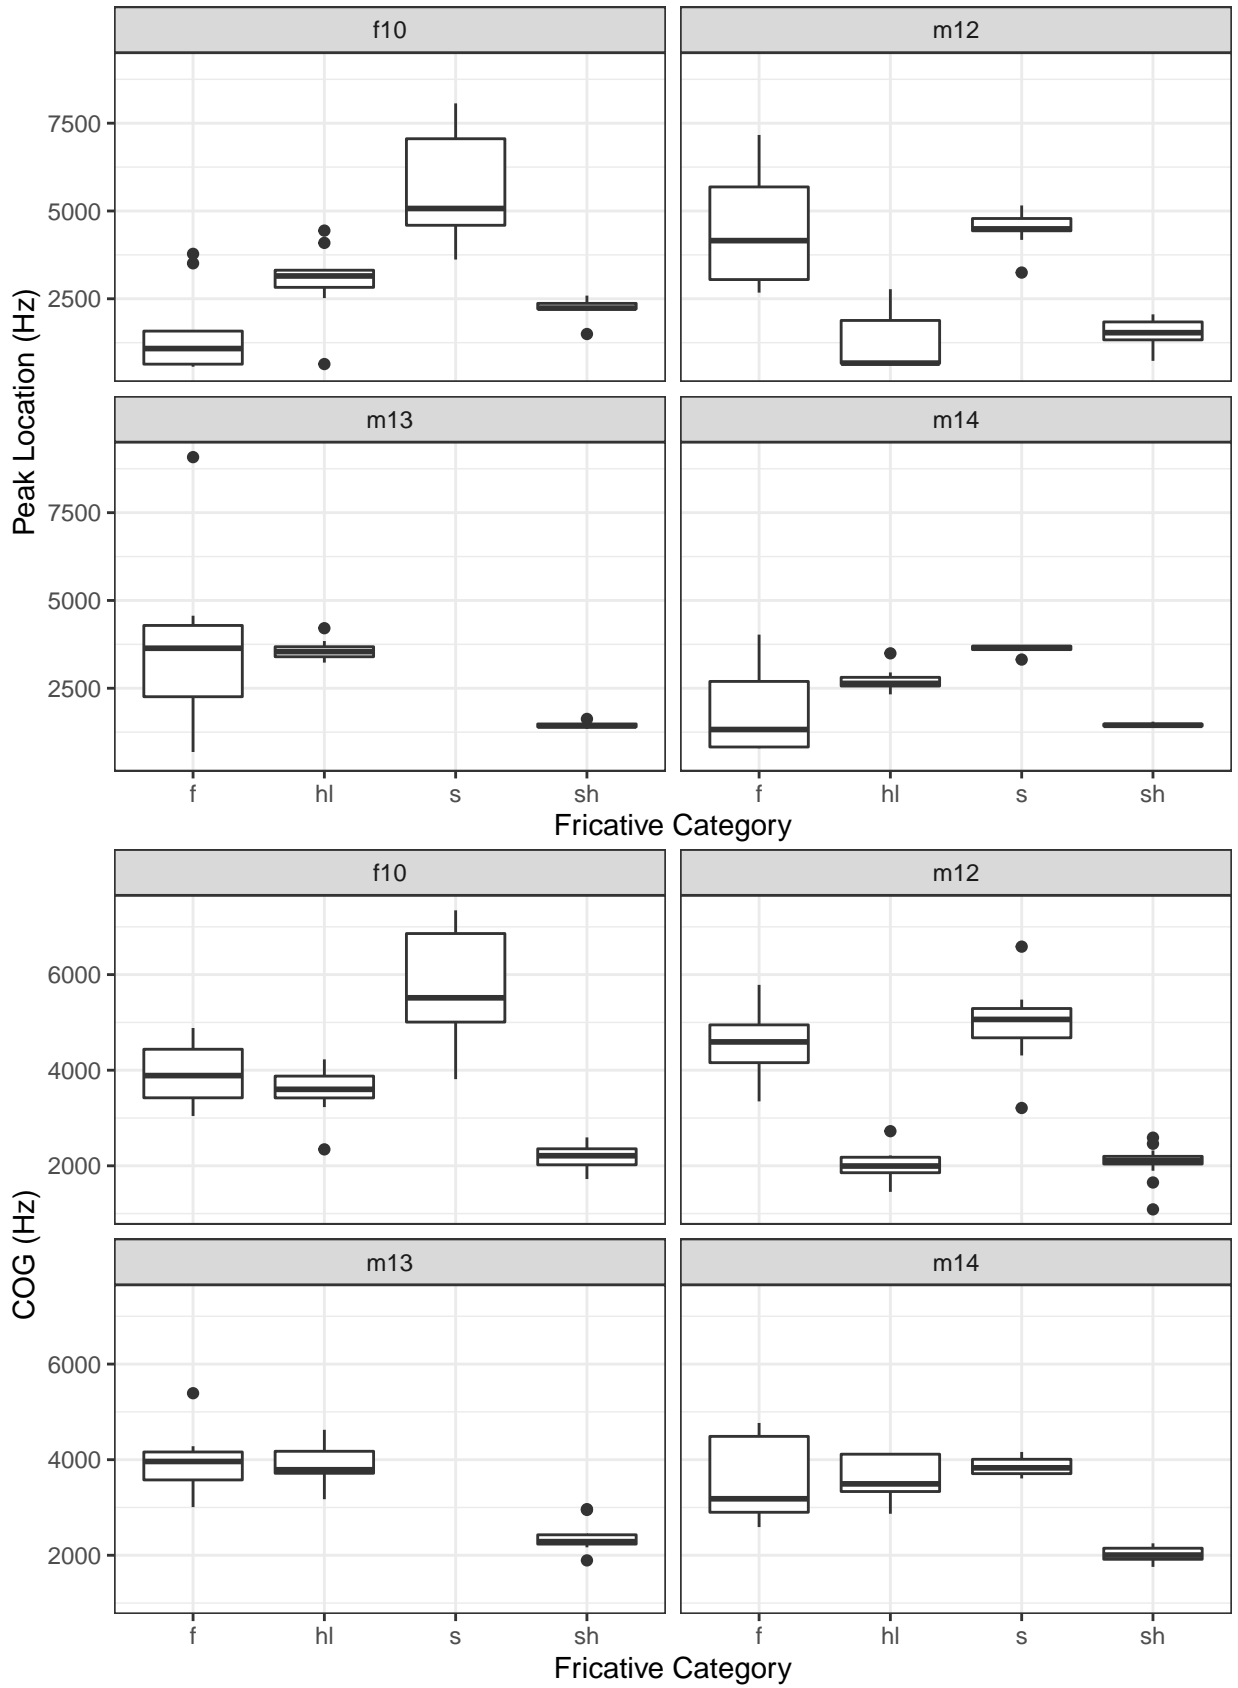 f10 m12
7500
5000
2500
m13 m14
7500
5000
2500
Peak Location (Hz)
f hl s sh f hl s sh
Fricative Category
f10 m12
6000
4000
2000
m13 m14
6000
4000
2000
COG (Hz)
f hl s sh f hl s sh
Fricative Category